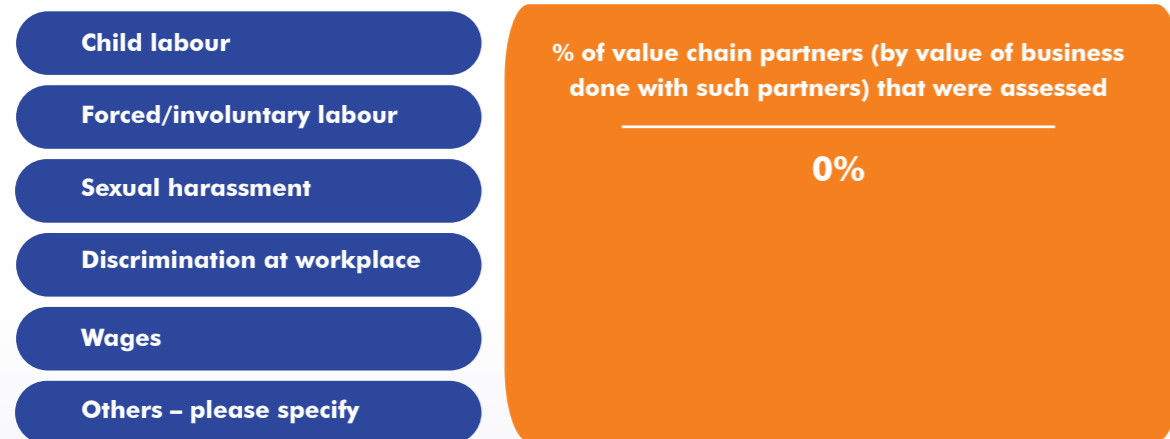 Child labour
Forced/involuntary labour
Sexual harassment
Discrimination at workplace
Wages
Others – please specify
% of value chain partners (by value of business
done with such partners) that were assessed
0%